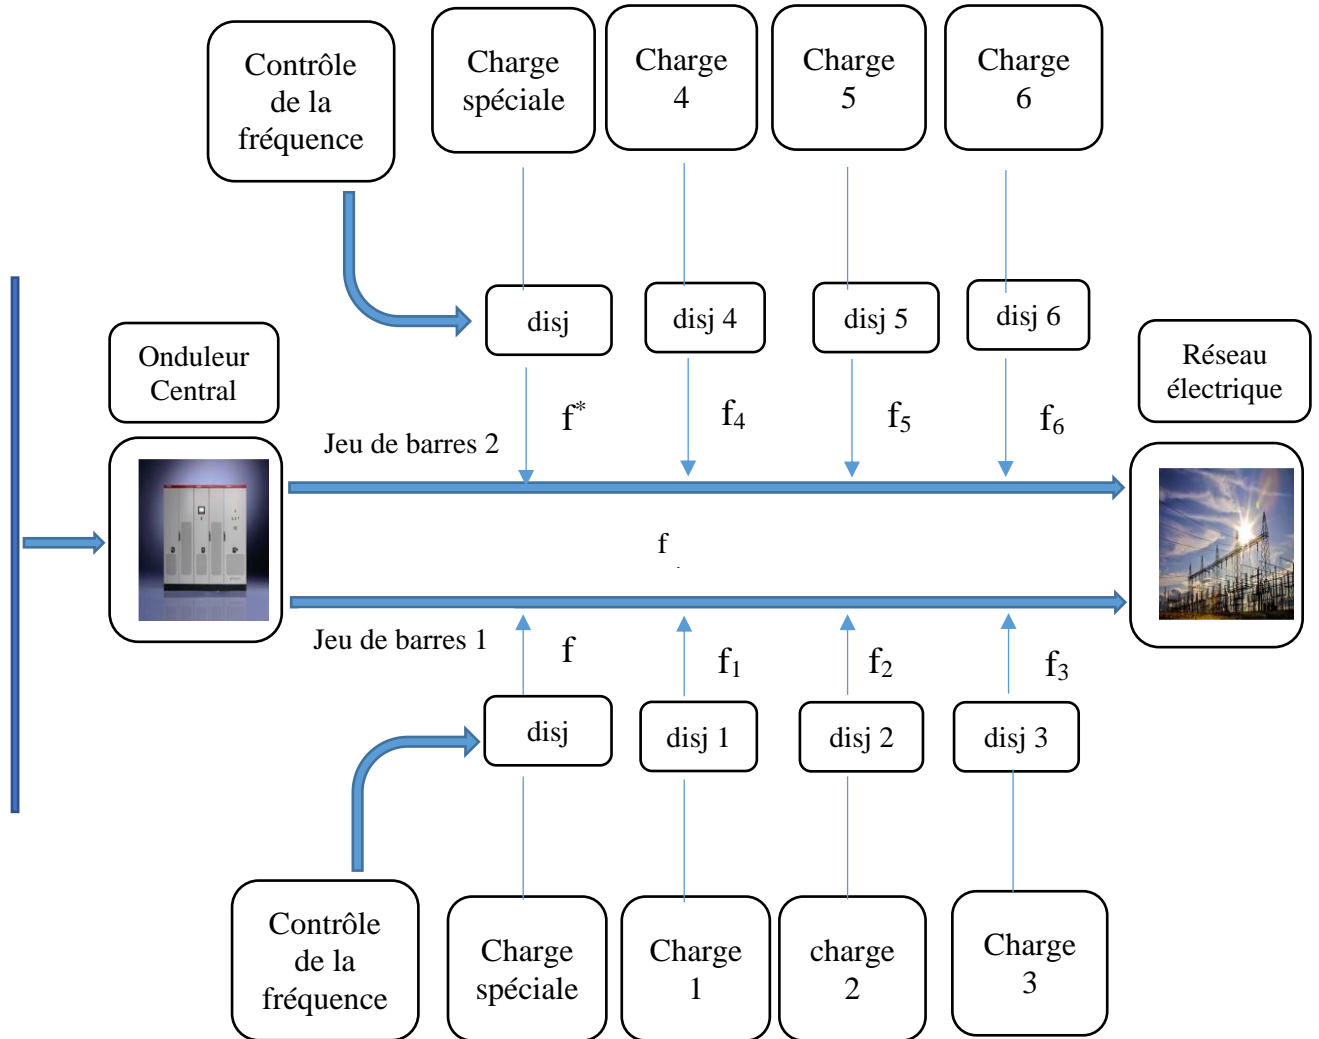 Contrôle
de la
fréquence
Charge
spéciale
Charge
4
Charge
5
Charge
6
disj
disj 4
disj 5
disj 6
Onduleur
Central
Réseau
électrique
f*
f4
f5
f6
Jeu de barres 2
f
Jeu de barres 1
f
f1
f2
f3
disj
disj 1
disj 2
disj 3
Contrôle
de la
fréquence
Charge
spéciale
Charge
1
charge
2
Charge
3